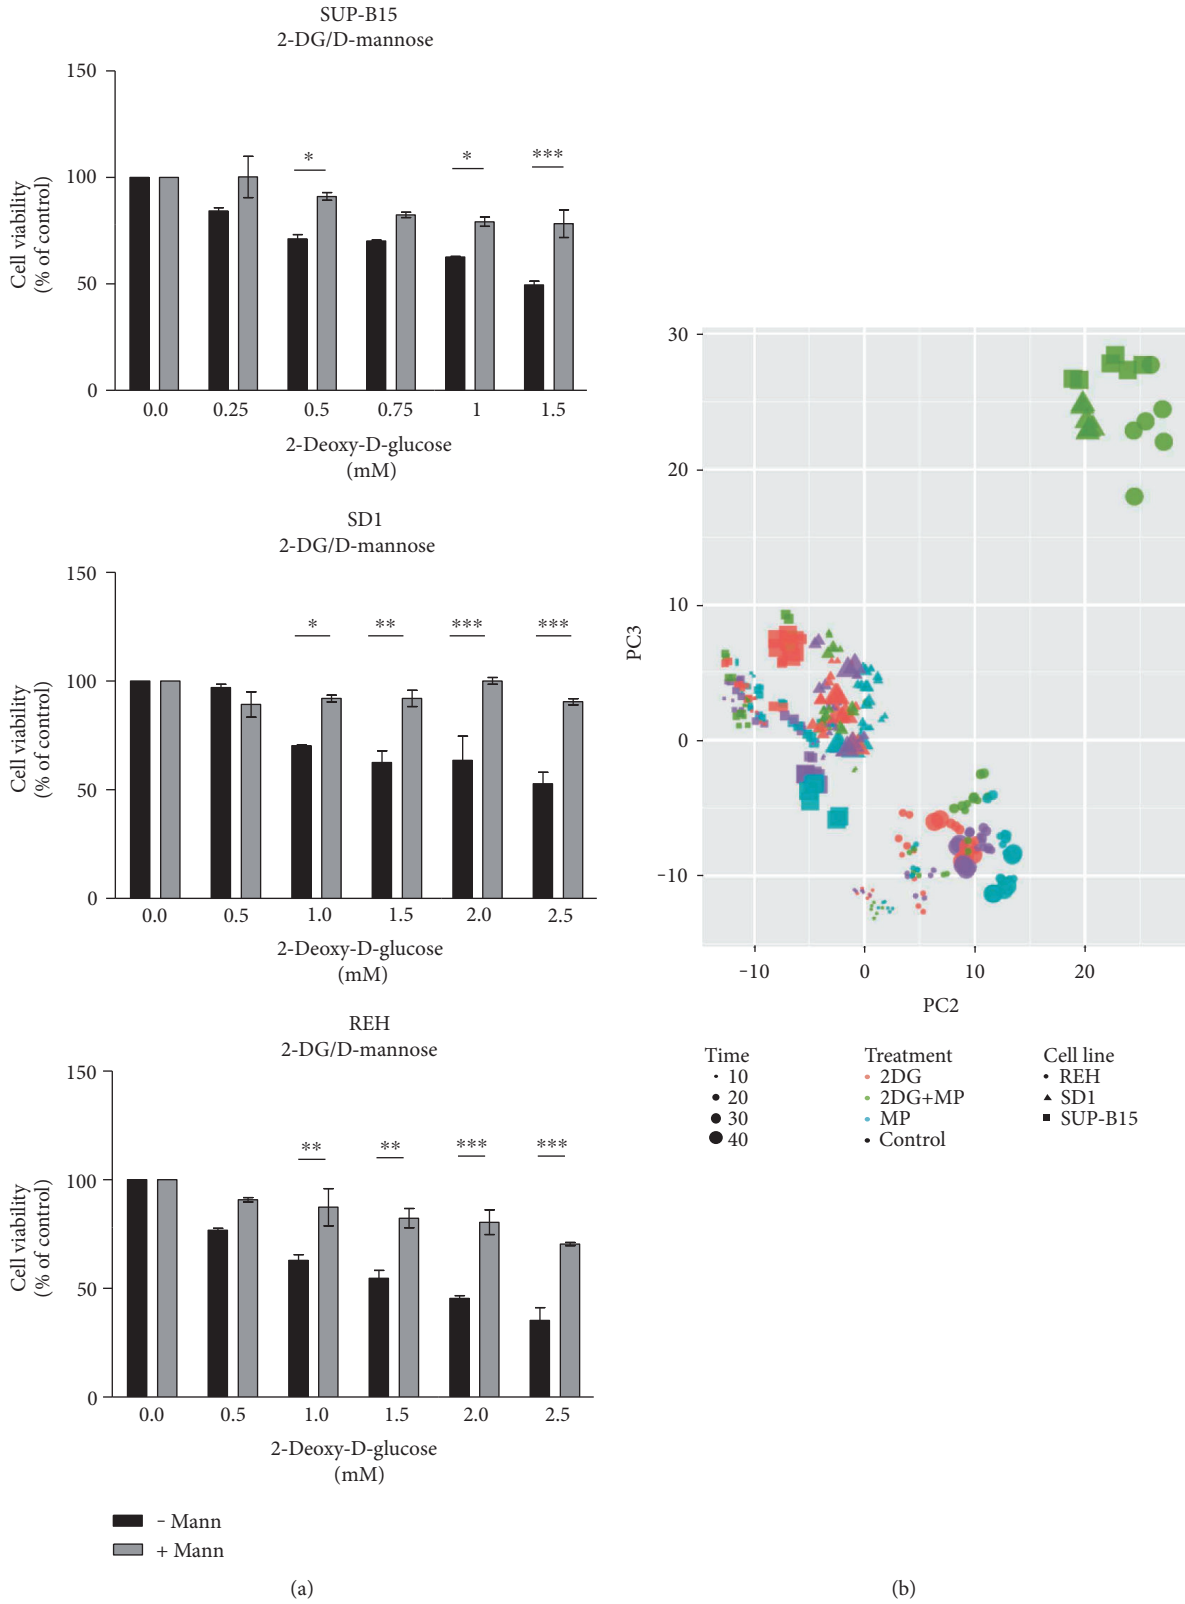 SUP-B15
2-DG/D-mannose
150
100
50
0
Cell viability
(% of control)
* * ***
0.0 0.25 0.5 0.75 1 1.5
2-Deoxy-D-glucose
(mM)
SD1
2-DG/D-mannose
150
100
50
0
Cell viability
(% of control)
* ** *** ***
0.0 0.5 1.0 1.5 2.0 2.5
2-Deoxy-D-glucose
(mM)
REH
2-DG/D-mannose
150
100
50
0
Cell viability
(% of control)
** ** *** ***
0.0 0.5 1.0 1.5 2.0 2.5
2-Deoxy-D-glucose
(mM)
- Mann
+ Mann
(a)
30
20
10
0
-10
PC3
-10 0 10 20
PC2
Time
10
20
30
40
Treatment
2DG
2DG+MP
MP
Control
Cell line
REH
SD1
SUP-B15
(b)